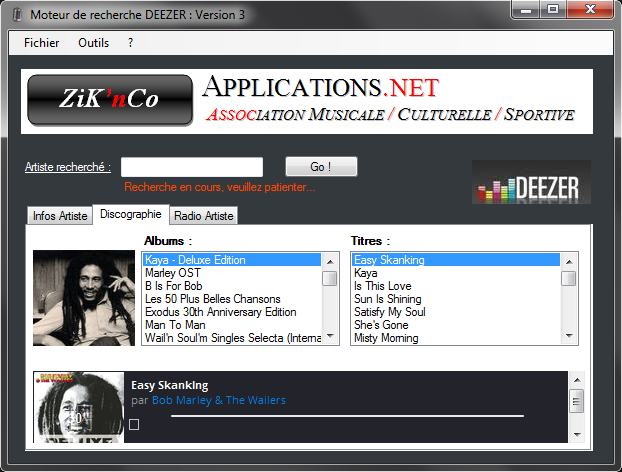 Moteur de recherche DEEZER : Version 3
Fichier Outils ?
ZiK'nCo
APPLICATIONS.NET
ASSOCIATION MUSICALE / CULTURELLE / SPORTIVE
Artiste recherché :
Go !
Recherche en cours, veuillez patienter...
DEEZER
Infos Artiste
Discographie
Radio Artiste
Albums :
Kaya - Deluxe Edition
Marley OST
B Is For Bob
Les 50 Plus Belles Chansons
Exodus 30th Anniversary Edition
Man To Man
Wail'n Soul'm Singles Selecta (Interna
Titres :
Easy Skanking
Kaya
Is This Love
Sun Is Shining
Satisfy My Soul
She's Gone
Misty Morning
Easy Skanking
par Bob Marley & The Wailers